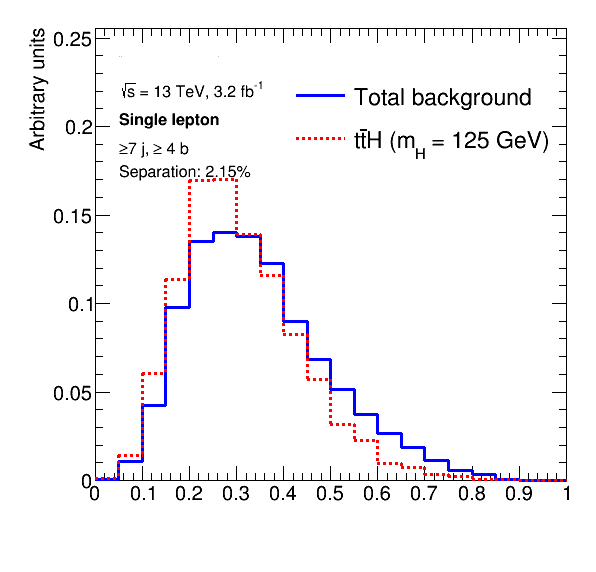 Arbitrary units
0.25
0.2
0.15
0.1
0.05
0
√s = 13 TeV, 3.2 fb⁻¹
Single lepton
≥7 j, ≥ 4 b
Separation: 2.15%
Total background
tt̄H (m_H = 125 GeV)
0 0.1 0.2 0.3 0.4 0.5 0.6 0.7 0.8 0.9 1